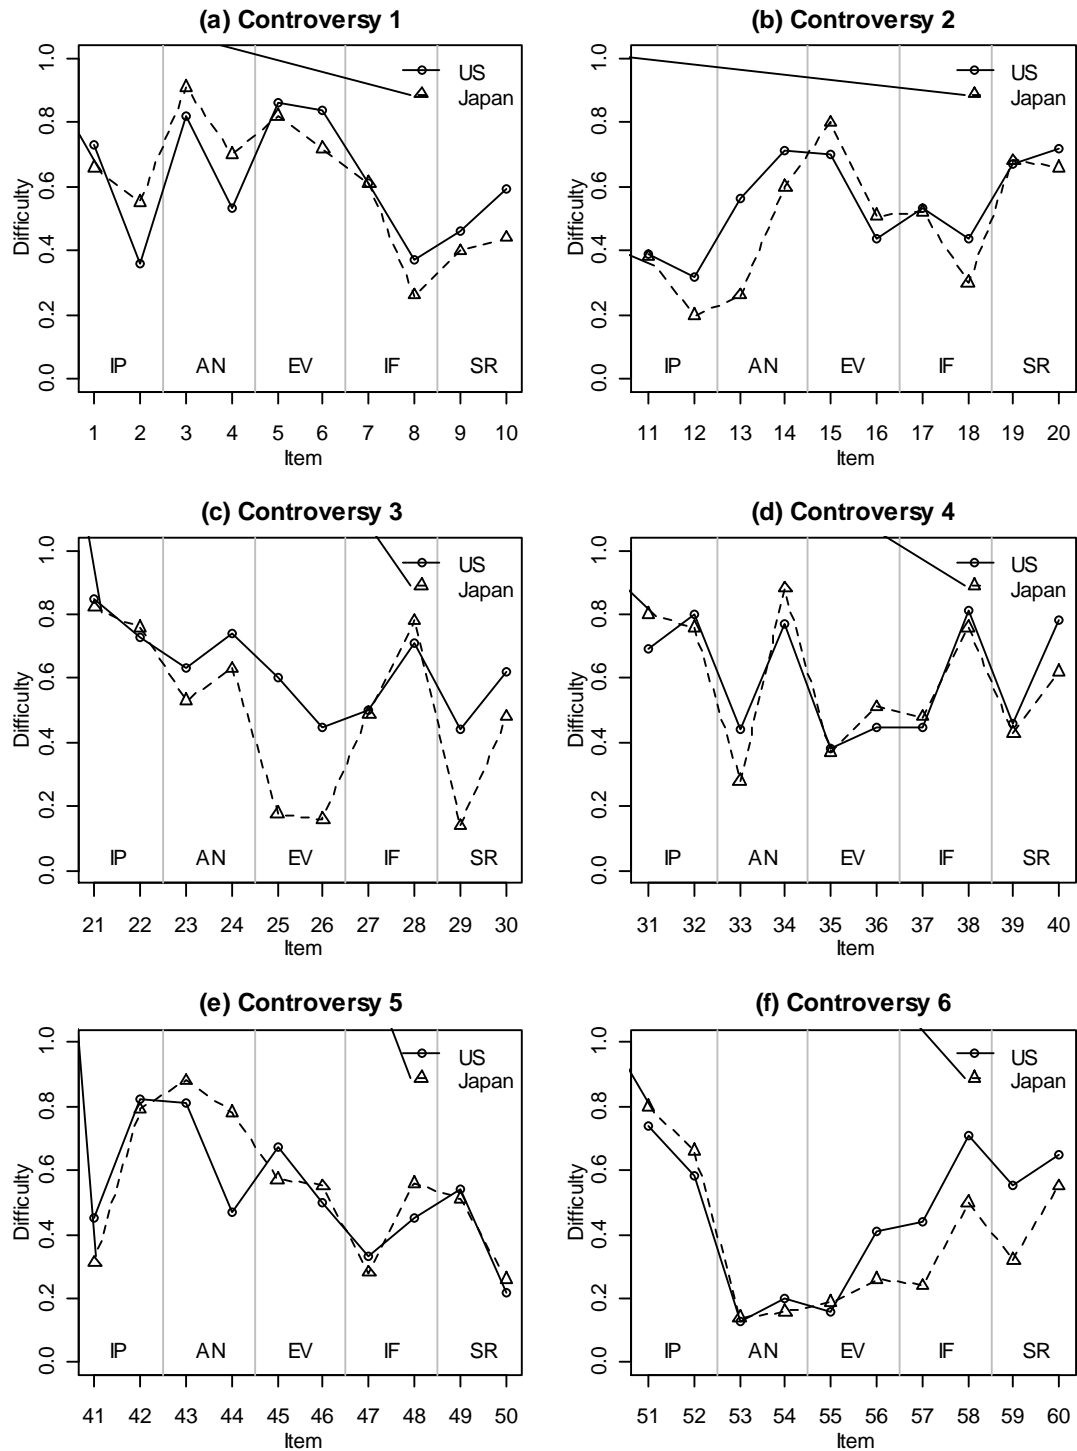 (a) Controversy 1
US
Japan
Difficulty
0.0 0.2 0.4 0.6 0.8 1.0
IP AN EV IF SR
1 2 3 4 5 6 7 8 9 10
Item
(b) Controversy 2
US
Japan
Difficulty
0.0 0.2 0.4 0.6 0.8 1.0
IP AN EV IF SR
11 12 13 14 15 16 17 18 19 20
Item
(c) Controversy 3
US
Japan
Difficulty
0.0 0.2 0.4 0.6 0.8 1.0
IP AN EV IF SR
21 22 23 24 25 26 27 28 29 30
Item
(d) Controversy 4
US
Japan
Difficulty
0.0 0.2 0.4 0.6 0.8 1.0
IP AN EV IF SR
31 32 33 34 35 36 37 38 39 40
Item
(e) Controversy 5
US
Japan
Difficulty
0.0 0.2 0.4 0.6 0.8 1.0
IP AN EV IF SR
41 42 43 44 45 46 47 48 49 50
Item
(f) Controversy 6
US
Japan
Difficulty
0.0 0.2 0.4 0.6 0.8 1.0
IP AN EV IF SR
51 52 53 54 55 56 57 58 59 60
Item